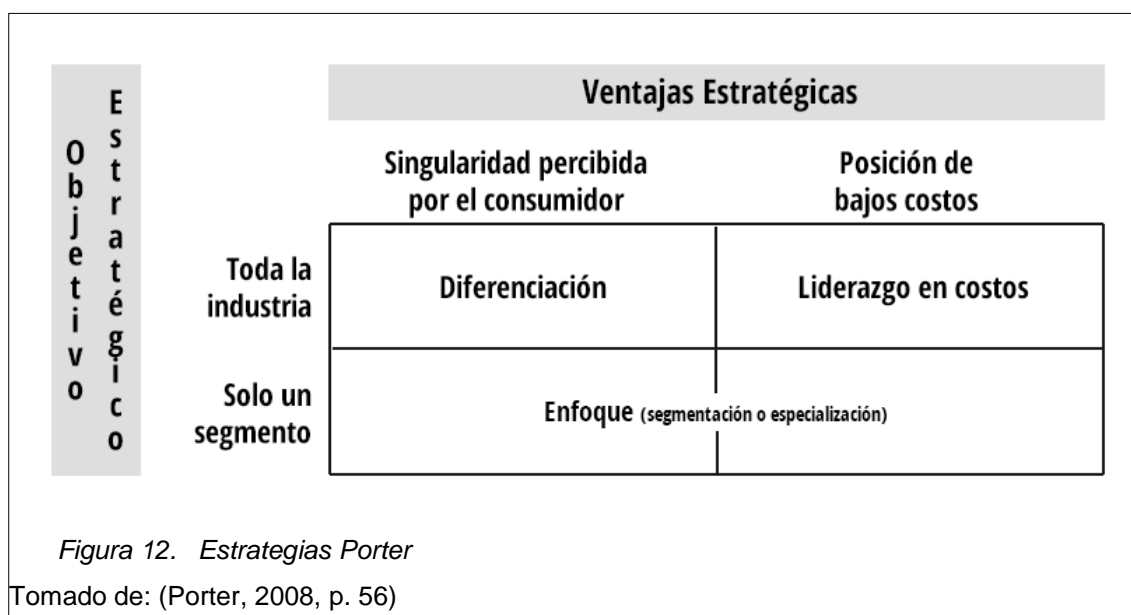 Objetivo
Estratégico
Ventajas Estratégicas
Singularidad percibida
por el consumidor
Posición de
bajos costos
Toda la
industria
Diferenciación
Liderazgo en costos
Solo un
segmento
Enfoque (segmentación o especialización)
Figura 12. Estrategias Porter
Tomado de: (Porter, 2008, p. 56)